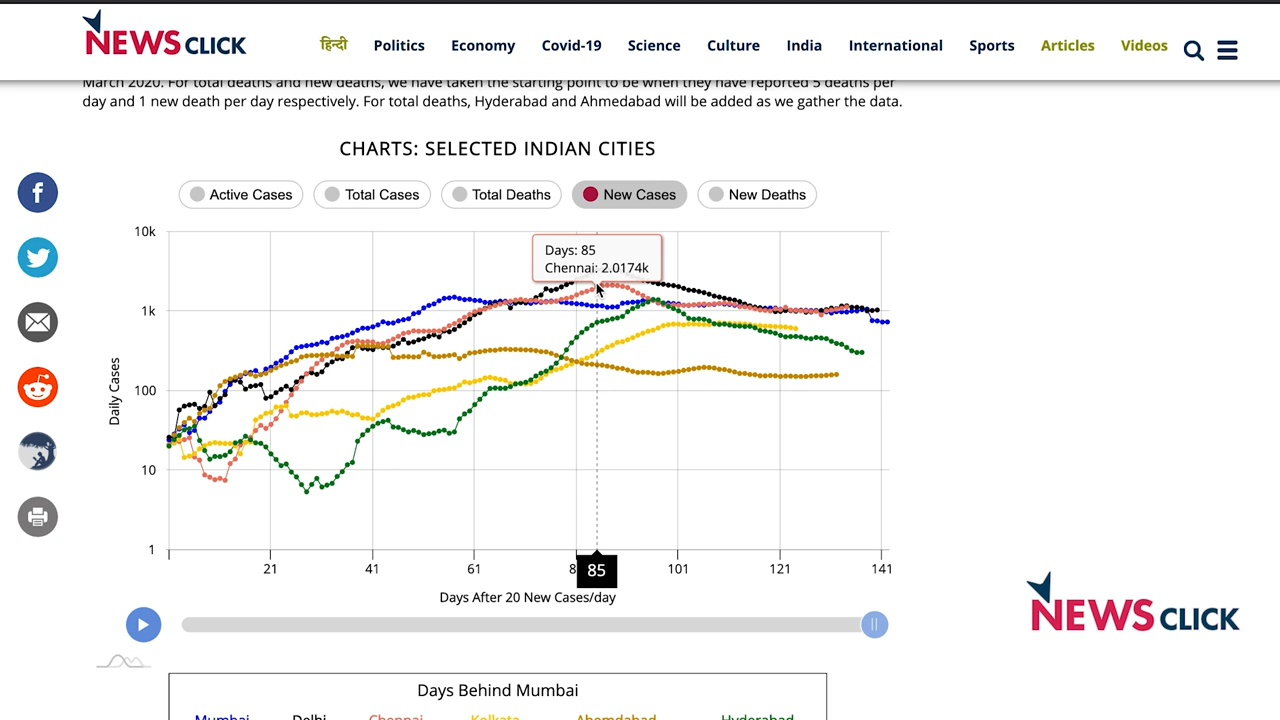 NEWS CLICK
हिन्दी Politics Economy Covid-19 Science Culture India International Sports Articles Videos
March 2020. For total deaths and new deaths, we have taken the starting point to be when they have reported 5 deaths per
day and 1 new death per day respectively. For total deaths, Hyderabad and Ahmedabad will be added as we gather the data.
CHARTS: SELECTED INDIAN CITIES
Active Cases Total Cases Total Deaths New Cases New Deaths
10k
Days: 85
Chennai: 2.0174k
1k
100
10
1
Daily Cases
21 41 61 8 85 101 121 141
Days After 20 New Cases/day
NEWS CLICK
Days Behind Mumbai
Mumbai Delhi Chennai Kolkata Ahemdabad Hyderabad